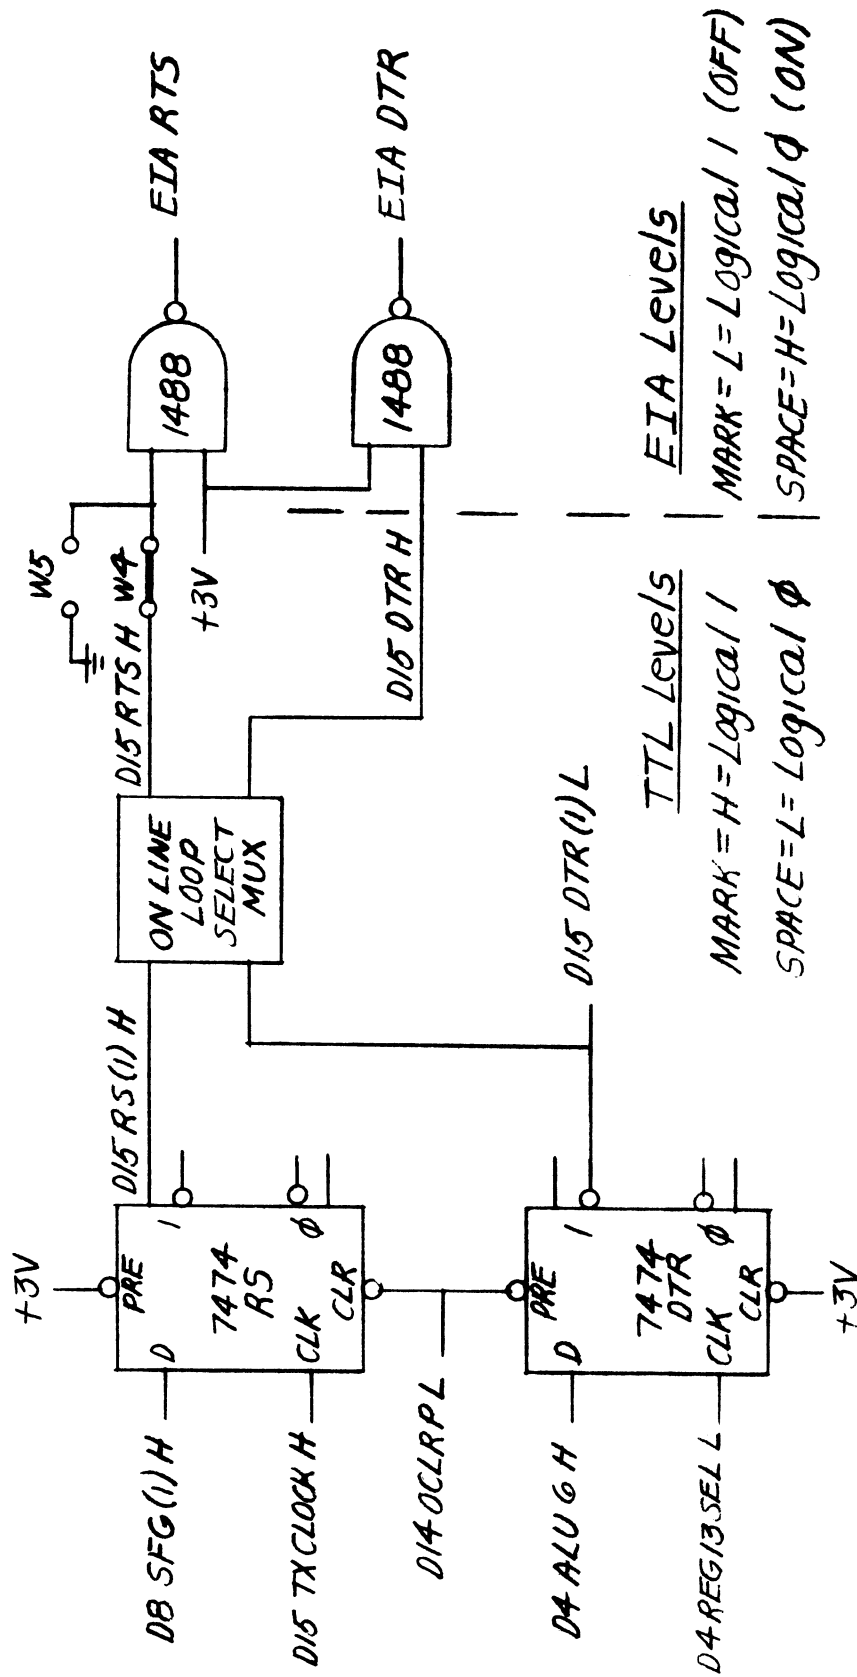 +3V
D8 SFG(1) H
D15 TX CLOCK H
D14 OCLRP L
D4 ALU 6 H
D4 REG13 SEL L
PRE
D
1
7474
RS
CLK
Φ
CLR
PRE
D
1
7474
DTR
CLK
Φ
CLR
+3V
D15 RS(1) H
D15 DTR(1) L
ON LINE
LOOP
SELECT
MUX
D15 RTS H
W5
W4
+3V
D15 DTR H
1488
EIA RTS
1488
EIA DTR
TTL Levels
MARK = H = Logical 1
SPACE = L = Logical Φ
EIA Levels
MARK = L = Logical 1 (OFF)
SPACE = H = Logical Φ (ON)